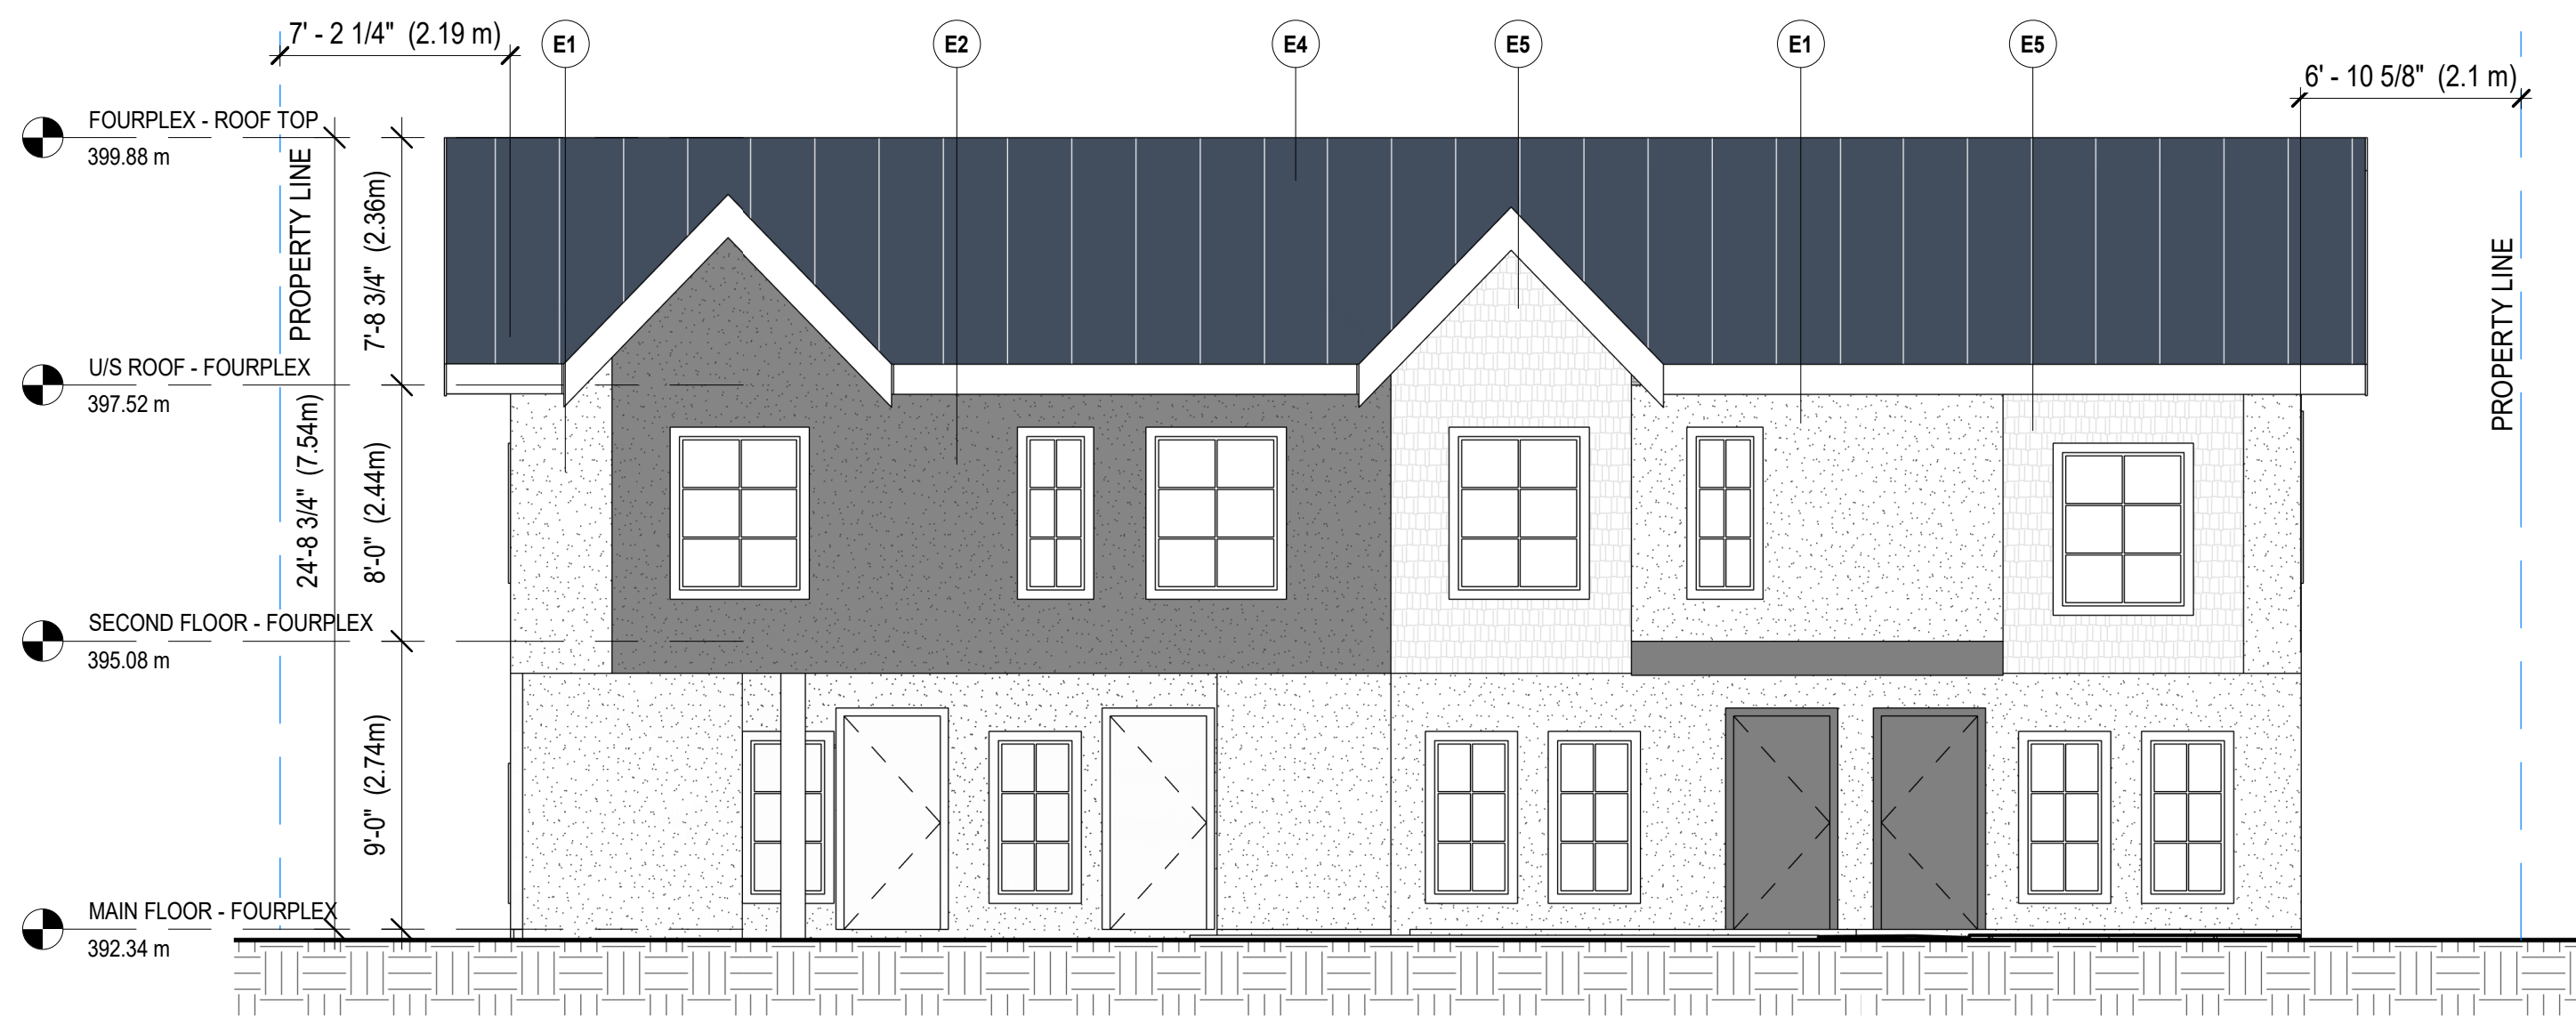 7' - 2 1/4" (2.19 m)
E1
E2
E4
E5
E1
E5
6' - 10 5/8" (2.1 m)
FOURPLEX - ROOF TOP
399.88 m
PROPERTY LINE
7'-8 3/4" (2.36m)
PROPERTY LINE
U/S ROOF - FOURPLEX
397.52 m
24'-8 3/4" (7.54m)
8'-0" (2.44m)
SECOND FLOOR - FOURPLEX
395.08 m
9'-0" (2.74m)
MAIN FLOOR - FOURPLEX
392.34 m